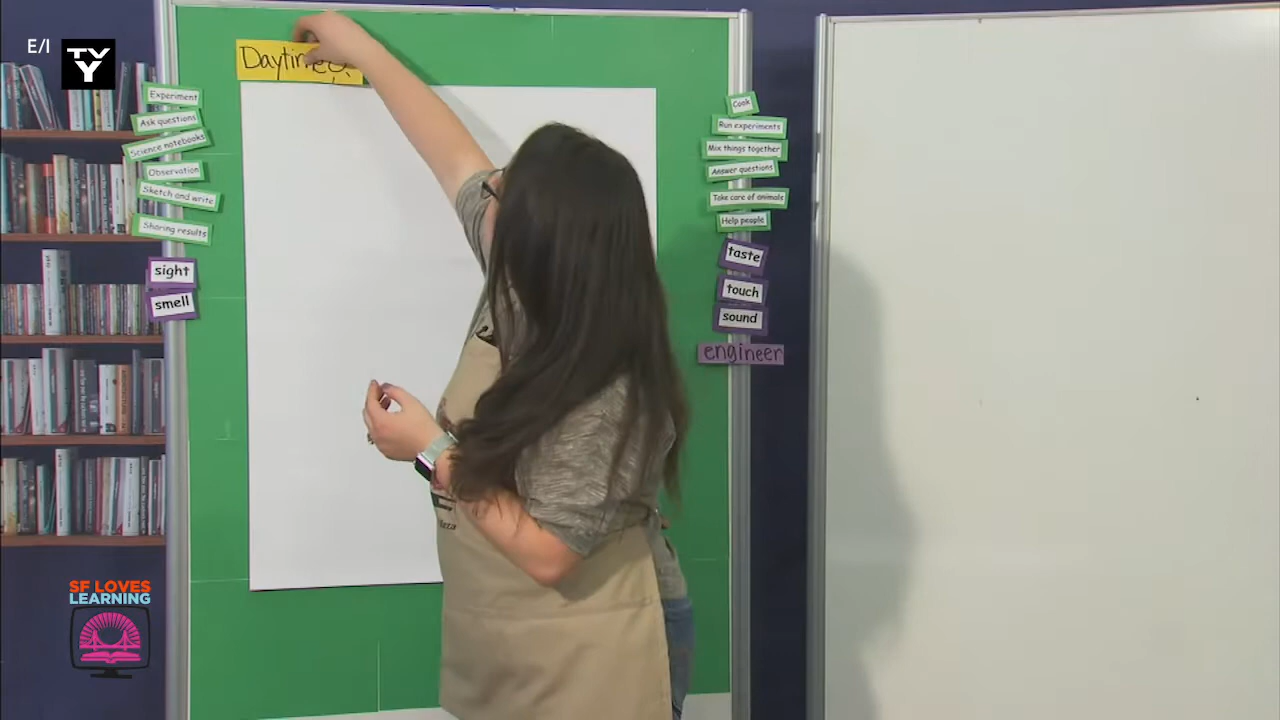 E/I
TV
Y
Daytime
Experiment
Ask questions
Science notebooks
Observation
Sketch and write
Sharing results
sight
smell
Cook
Run experiments
Mix things together
Answer questions
Take care of animals
Help people
taste
touch
sound
engineer
SF LOVES
LEARNING